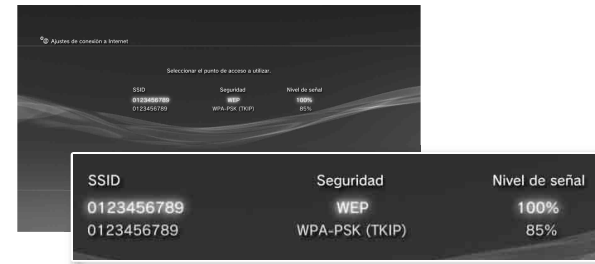 Ajustes de conexión a Internet
Seleccionar el punto de acceso a utilizar.
SSID Seguridad Nivel de señal
0123456789 WEP 100%
0123456789 WPA-PSK (TKIP) 85%
SSID Seguridad Nivel de señal
0123456789 WEP 100%
0123456789 WPA-PSK (TKIP) 85%